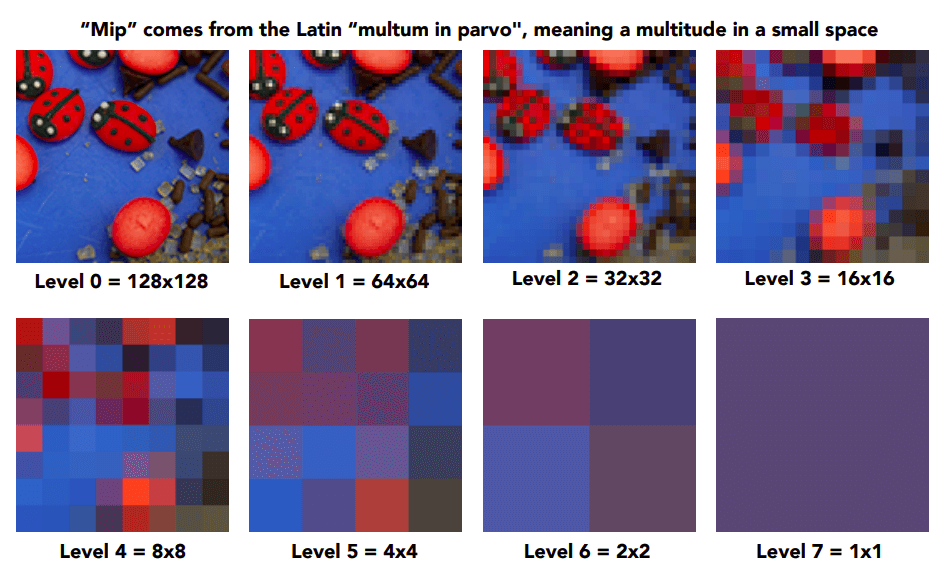 “Mip” comes from the Latin “multum in parvo", meaning a multitude in a small space
Level 0 = 128x128
Level 1 = 64x64
Level 2 = 32x32
Level 3 = 16x16
Level 4 = 8x8
Level 5 = 4x4
Level 6 = 2x2
Level 7 = 1x1